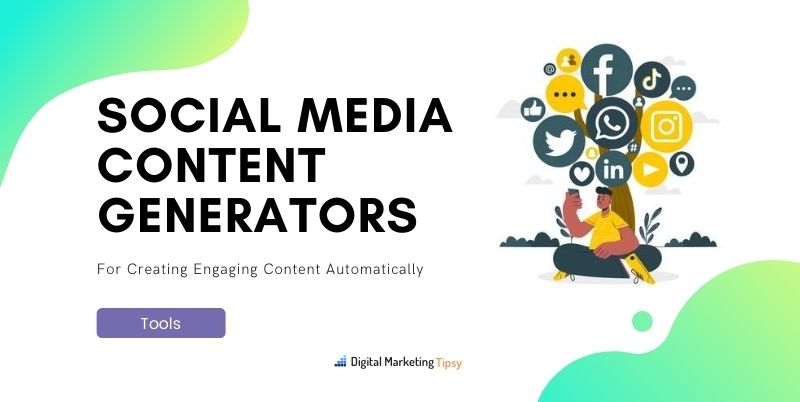 SOCIAL MEDIA
CONTENT
GENERATORS
For Creating Engaging Content Automatically
Tools
Digital Marketing Tipsy